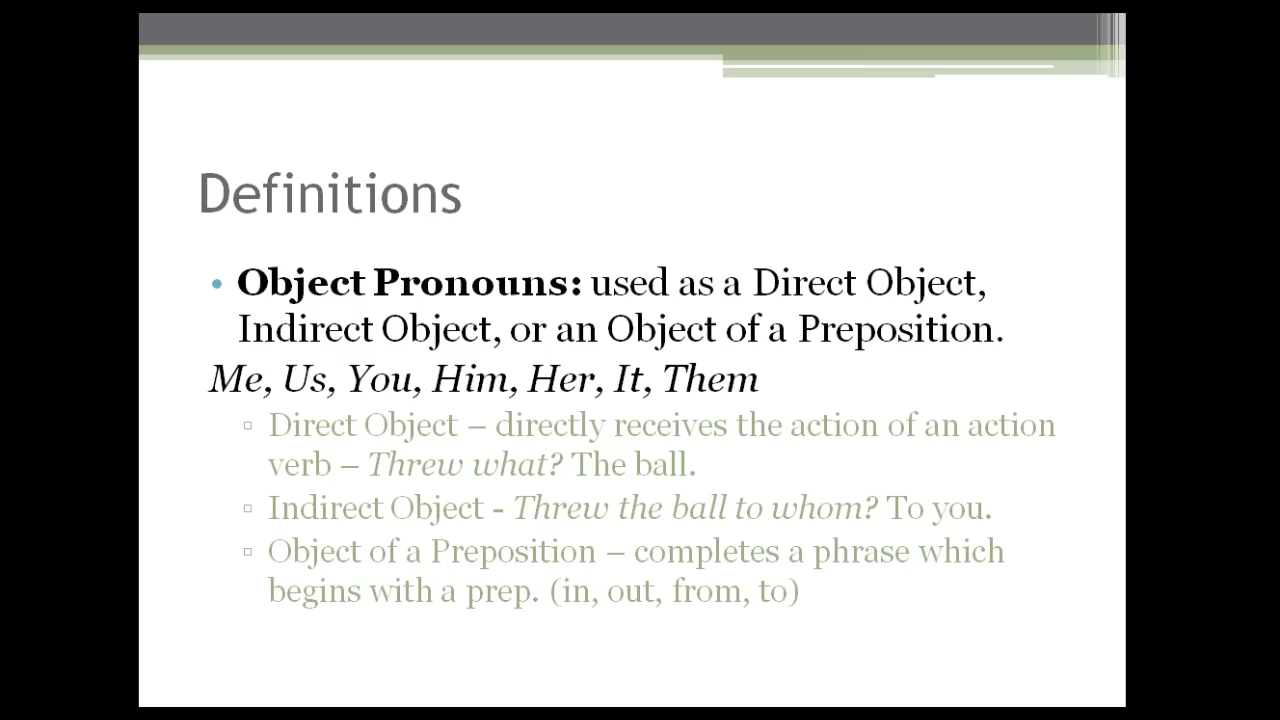 Definitions
• Object Pronouns: used as a Direct Object,
Indirect Object, or an Object of a Preposition.
Me, Us, You, Him, Her, It, Them
▫ Direct Object – directly receives the action of an action
verb – Threw what? The ball.
▫ Indirect Object - Threw the ball to whom? To you.
▫ Object of a Preposition – completes a phrase which
begins with a prep. (in, out, from, to)